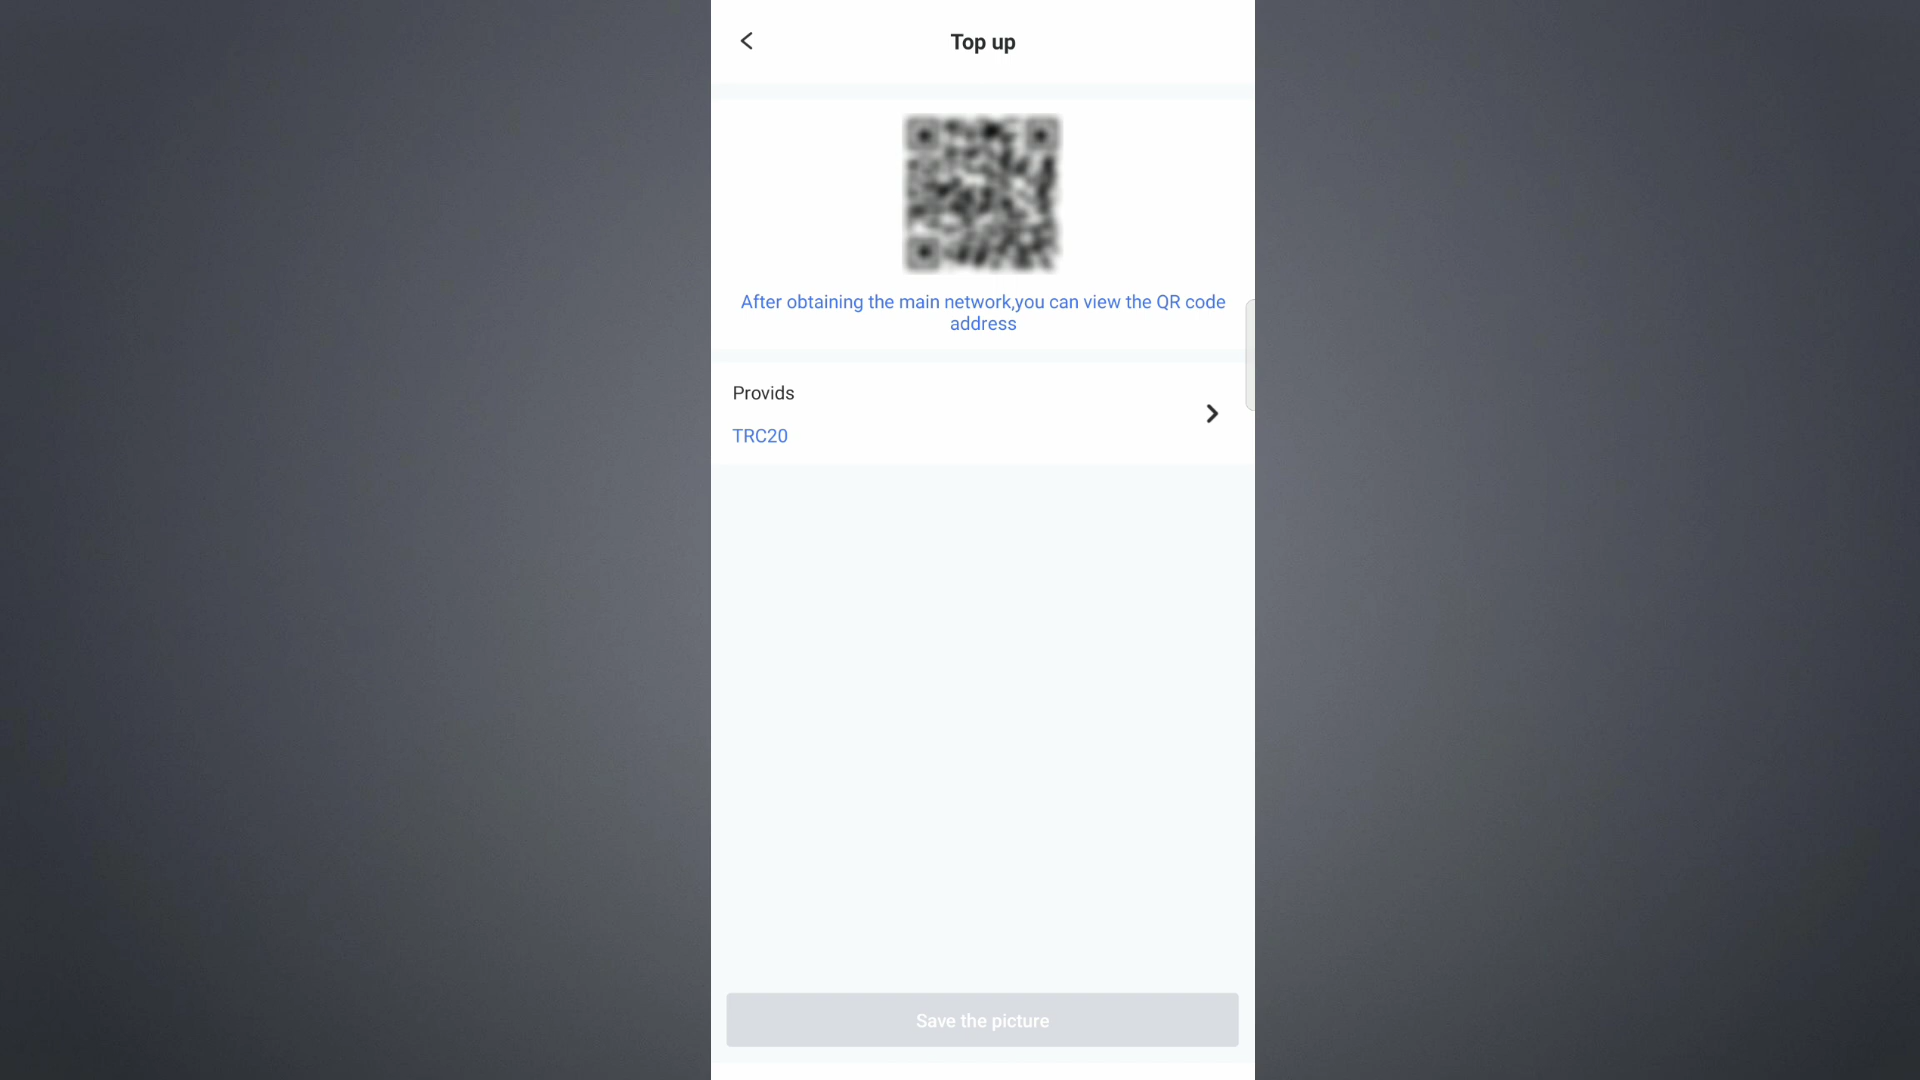 Top up
After obtaining the main network,you can view the QR code
address
Provids
TRC20
Save the picture